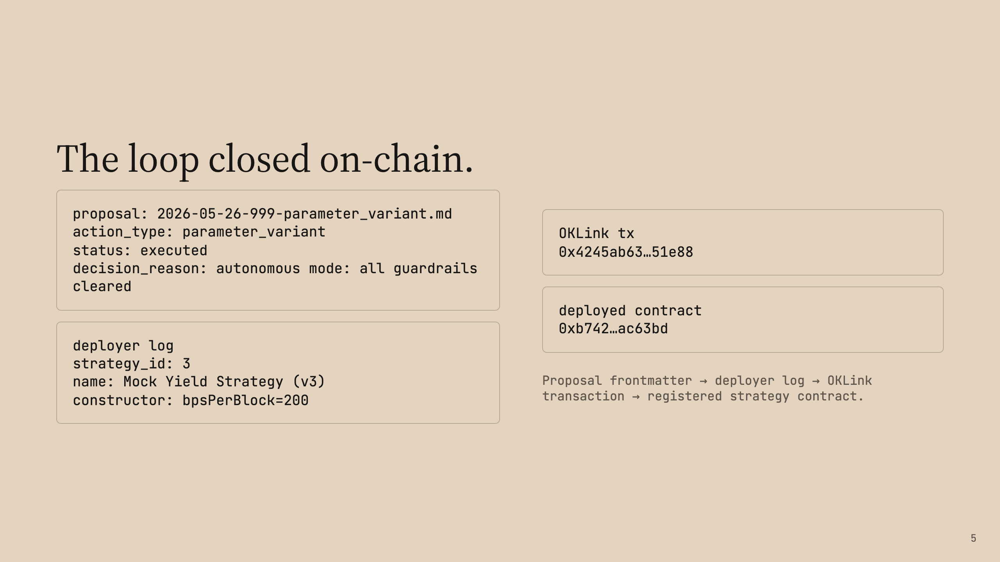 The loop closed on-chain.
proposal: 2026-05-26-999-parameter_variant.md
action_type: parameter_variant
status: executed
decision_reason: autonomous mode: all guardrails
cleared
deployer log
strategy_id: 3
name: Mock Yield Strategy (v3)
constructor: bpsPerBlock=200
OKLink tx
0x4245ab63…51e88
deployed contract
0xb742…ac63bd
Proposal frontmatter → deployer log → OKLink
transaction → registered strategy contract.
5